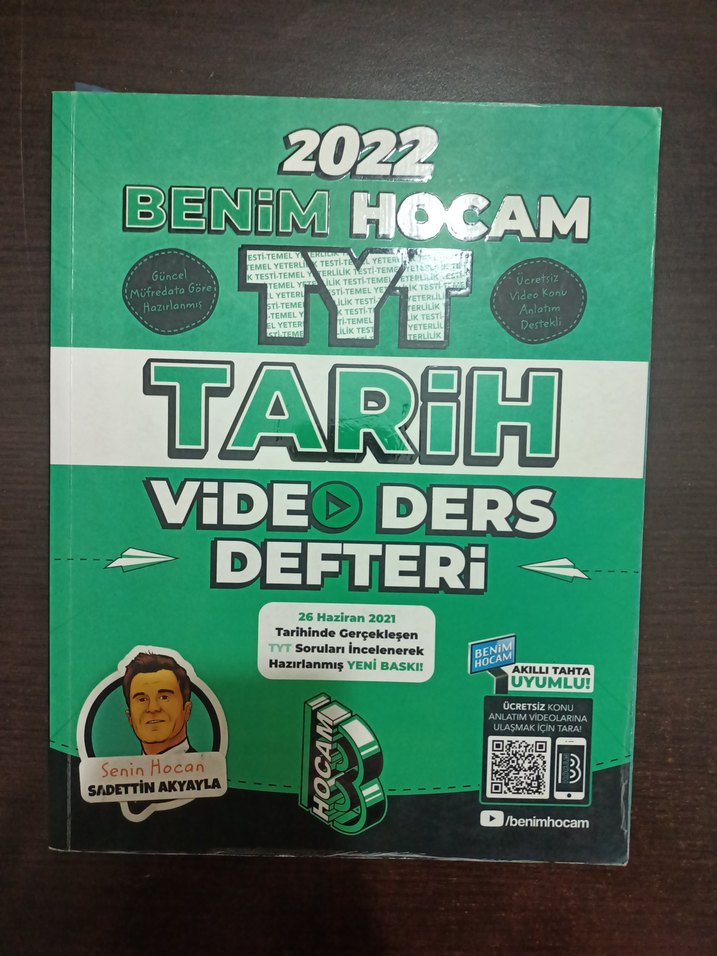 2022
BENiM HOCAM
TYT
Güncel
Müfredata Göre
Hazırlanmış
Ücretsiz
Video Konu
Anlatım
Destekli
TARiH
ViDEO DERS
DEFTERi
26 Haziran 2021
Tarihinde Gerçekleşen
TYT Soruları İncelenerek
Hazırlanmış YENİ BASKI!
BENİM
HOCAM
AKILLI TAHTA
UYUMLU!
ÜCRETSİZ KONU
ANLATIM VİDEOLARINA
ULAŞMAK İÇİN TARA!
Senin Hocan
SADETTİN AKYAYLA
HOCAM
B
/benimhocam